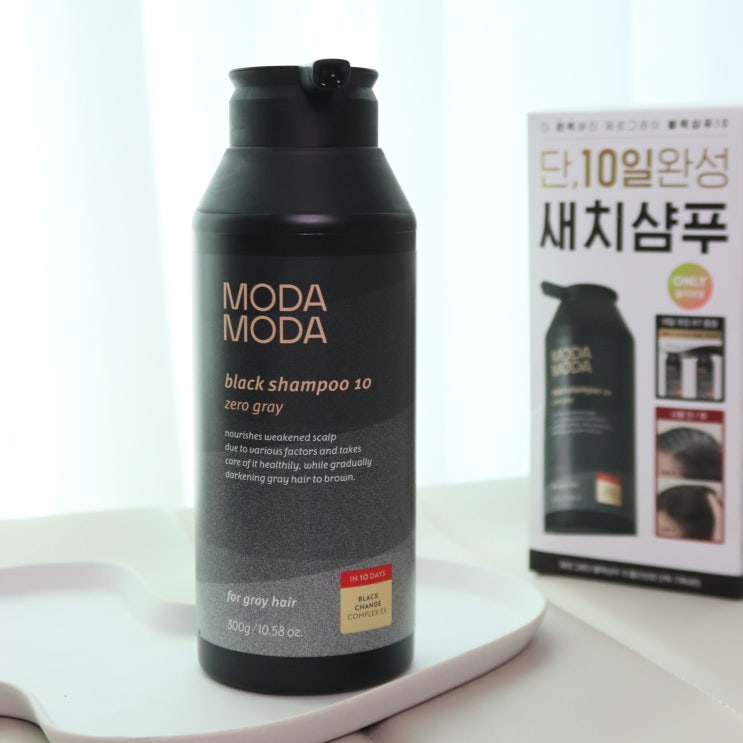 MODA
MODA
black shampoo 10
zero gray
nourishes weakened scalp
due to various factors and takes
care of it healthily, while gradually
darkening gray hair to brown.
for gray hair
300g/10.58 oz.
IN 10 DAYS
BLACK
CHANGE
COMPLEX EX
단, 10일완성
새치샴푸
ONLY
MODA
MODA